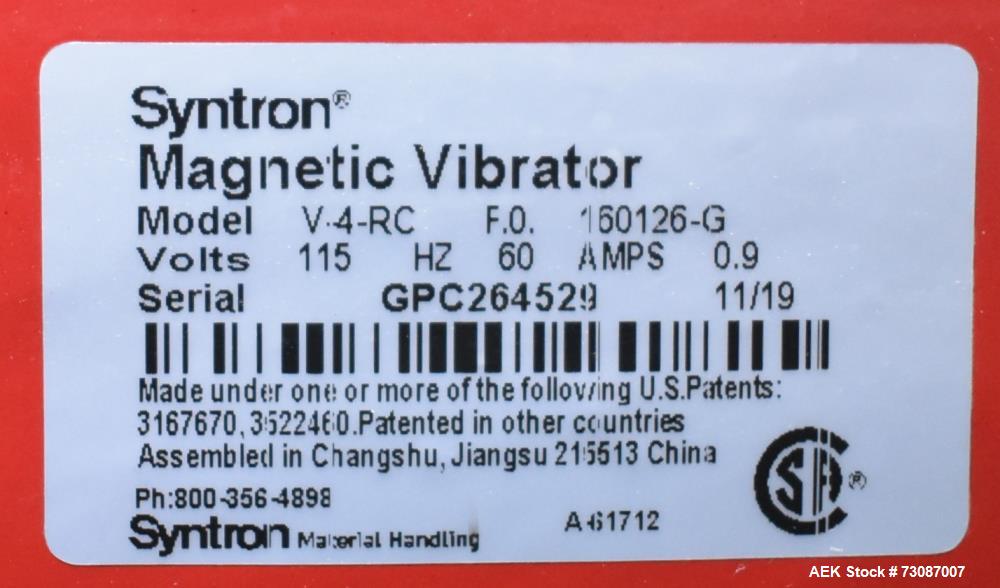 Syntron®
Magnetic Vibrator
Model V-4-RC F.O. 160126-G
Volts 115 HZ 60 AMPS 0.9
Serial GPC264529 11/19
Made under one or more of the following U.S.Patents:
3167670, 3522460.Patented in other countries
Assembled in Changshu, Jiangsu 215513 China
Ph:800-356-4898
Syntron Material Handling
A-61712
SA ®
AEK Stock # 73087007